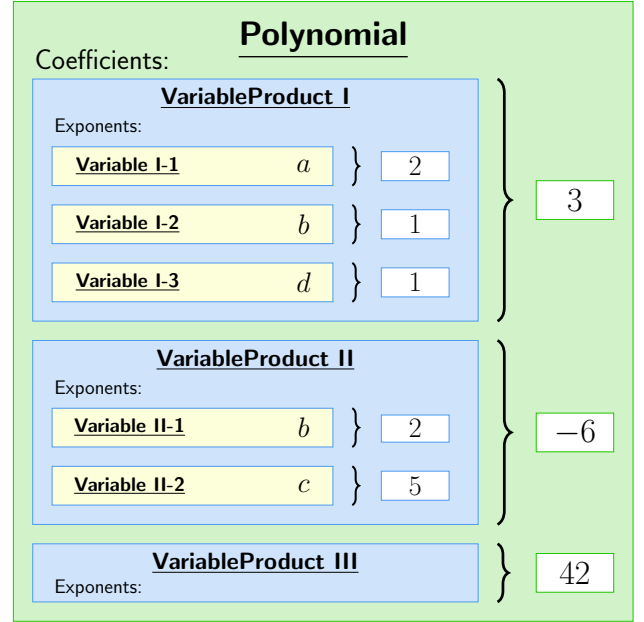 Polynomial
Coefficients:
VariableProduct I
Exponents:
Variable I-1 a } 2
Variable I-2 b } 1
Variable I-3 d } 1
} 3
VariableProduct II
Exponents:
Variable II-1 b } 2
Variable II-2 c } 5
} −6
VariableProduct III
Exponents:
} 42